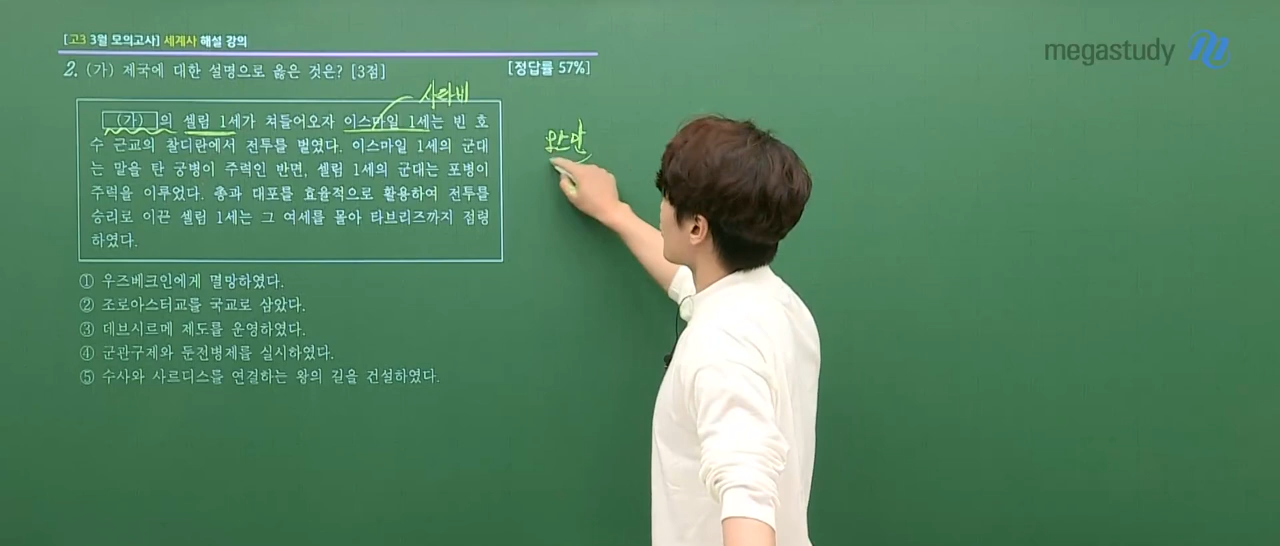 [고3 3월 모의고사] 세계사 해설 강의
megastudy
2. (가) 제국에 대한 설명으로 옳은 것은? [3점]
[정답률 57%]
사파비
(가)의 셀림 1세가 쳐들어오자 이스마일 1세는 반 호
수 근교의 찰디란에서 전투를 벌였다. 이스마일 1세의 군대
는 말을 탄 궁병이 주력인 반면, 셀림 1세의 군대는 포병이
주력을 이루었다. 총과 대포를 효율적으로 활용하여 전투를
승리로 이끈 셀림 1세는 그 여세를 몰아 타브리즈까지 점령
하였다.
오스만
① 우즈베크인에게 멸망하였다.
② 조로아스터교를 국교로 삼았다.
③ 데브시르메 제도를 운영하였다.
④ 군관구제와 둔전병제를 실시하였다.
⑤ 수사와 사르디스를 연결하는 왕의 길을 건설하였다.